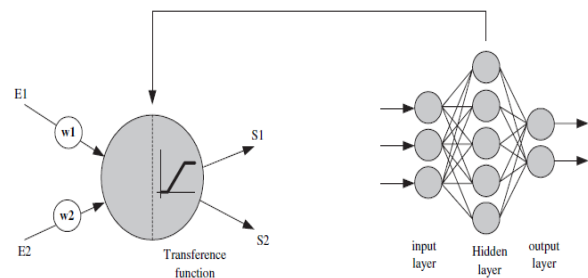 E1
w1
w2
E2
S1
S2
Transference
function
input
layer
Hidden
layer
output
layer